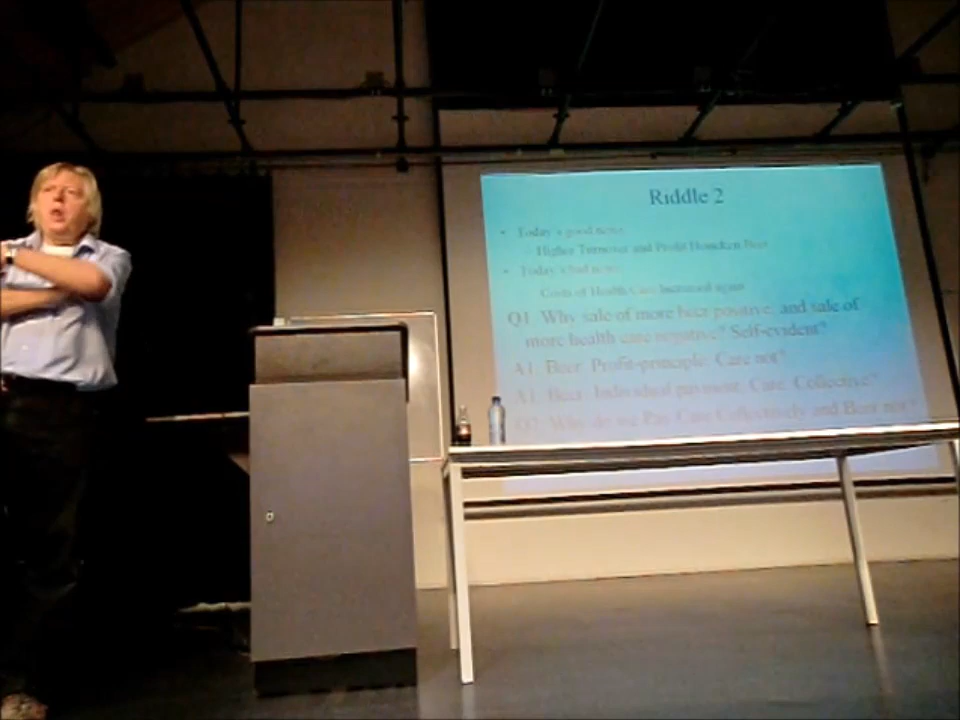 Riddle 2
• Today's good news:
– Higher Turnover and Profit Heineken Beer
• Today's bad news:
Costs of Health Care Increased again
Q1. Why sale of more beer positive, and sale of
more health care negative? Self-evident?
A1. Beer: Profit-principle. Care not?
A1. Beer: Individual payment. Care: Collective?
Q2. Why do we Pay Care Collectively and Beer not?